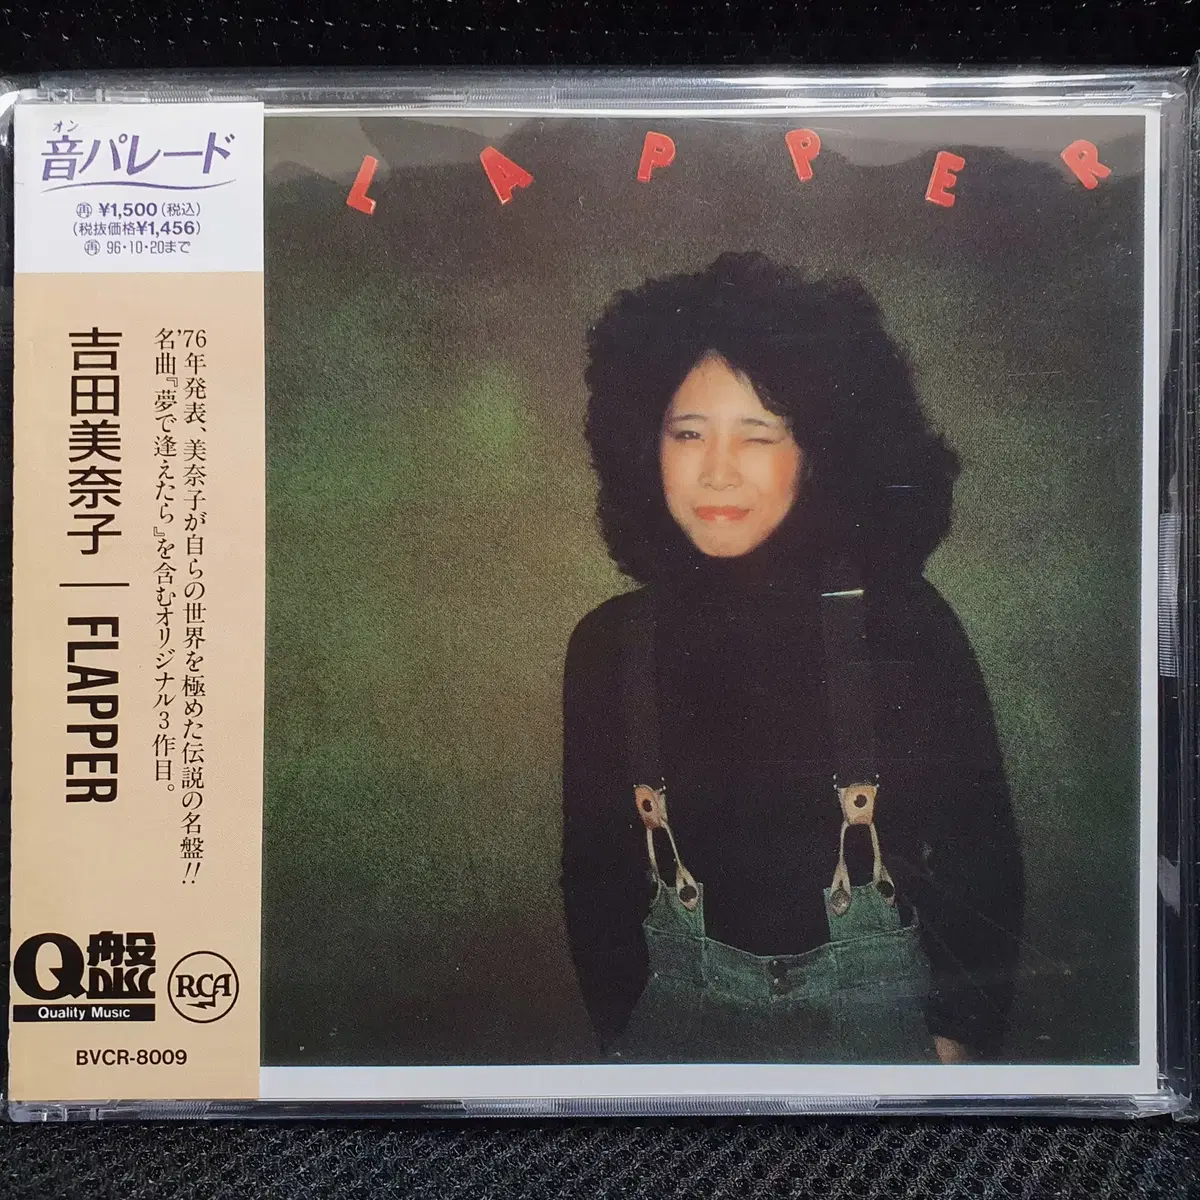 オン
音パレード
再 ¥1,500(税込)
(税抜価格¥1,456)
再 96・10・20まで
LAPPER
'76年発表、美奈子が自らの世界を極めた伝説の名盤!!
名曲『夢で逢えたら』を含むオリジナル3作目。
吉田美奈子 | FLAPPER
Q盤
DISC
Quality Music
RCA
BVCR-8009